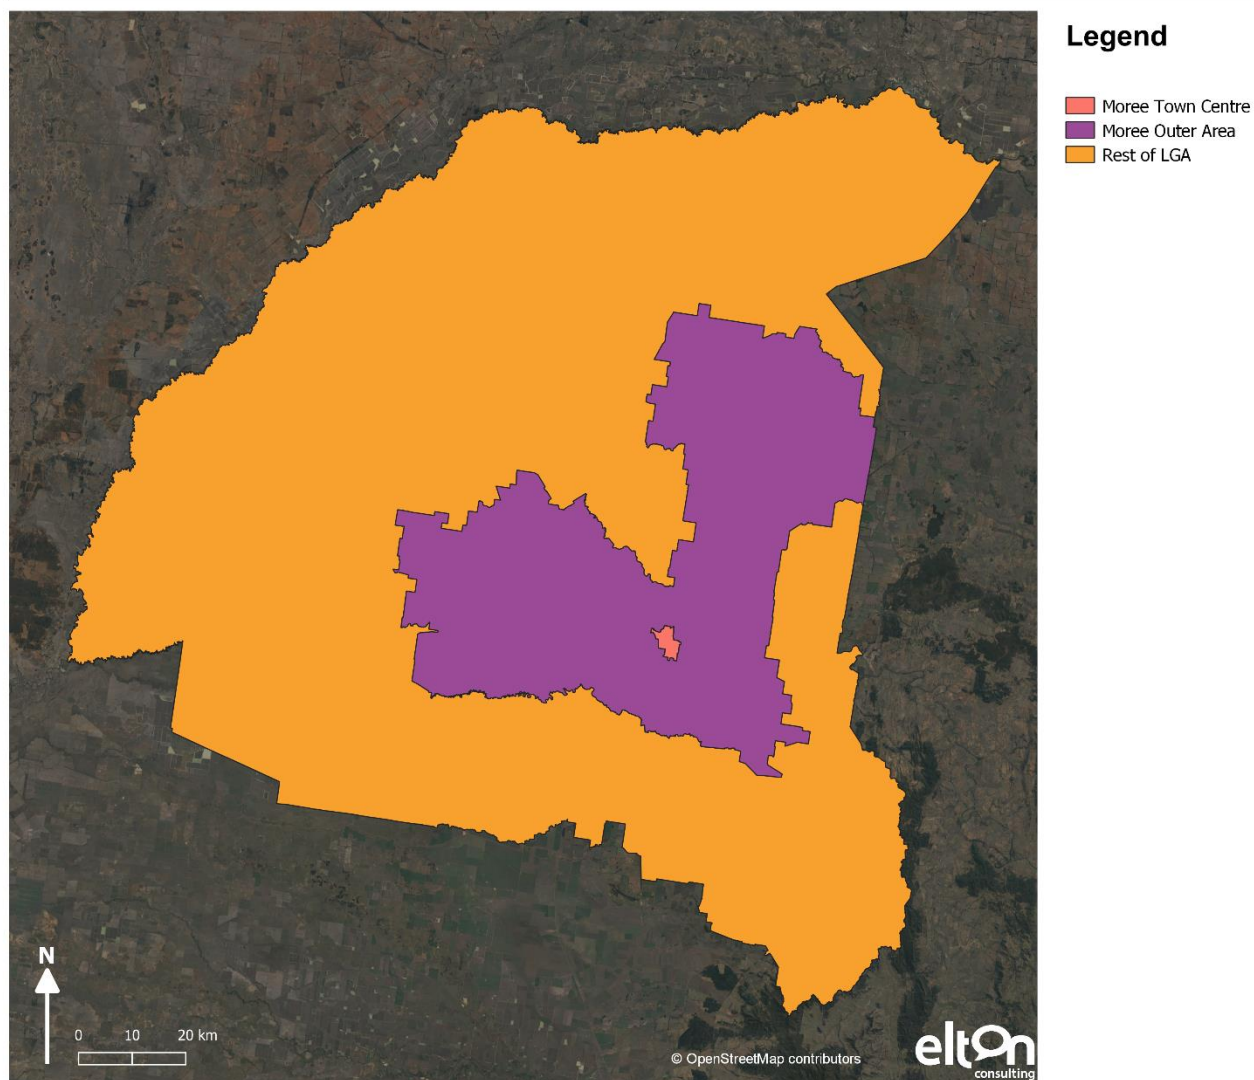 Legend
Moree Town Centre
Moree Outer Area
Rest of LGA
N
0 10 20 km
© OpenStreetMap contributors
elton
consulting